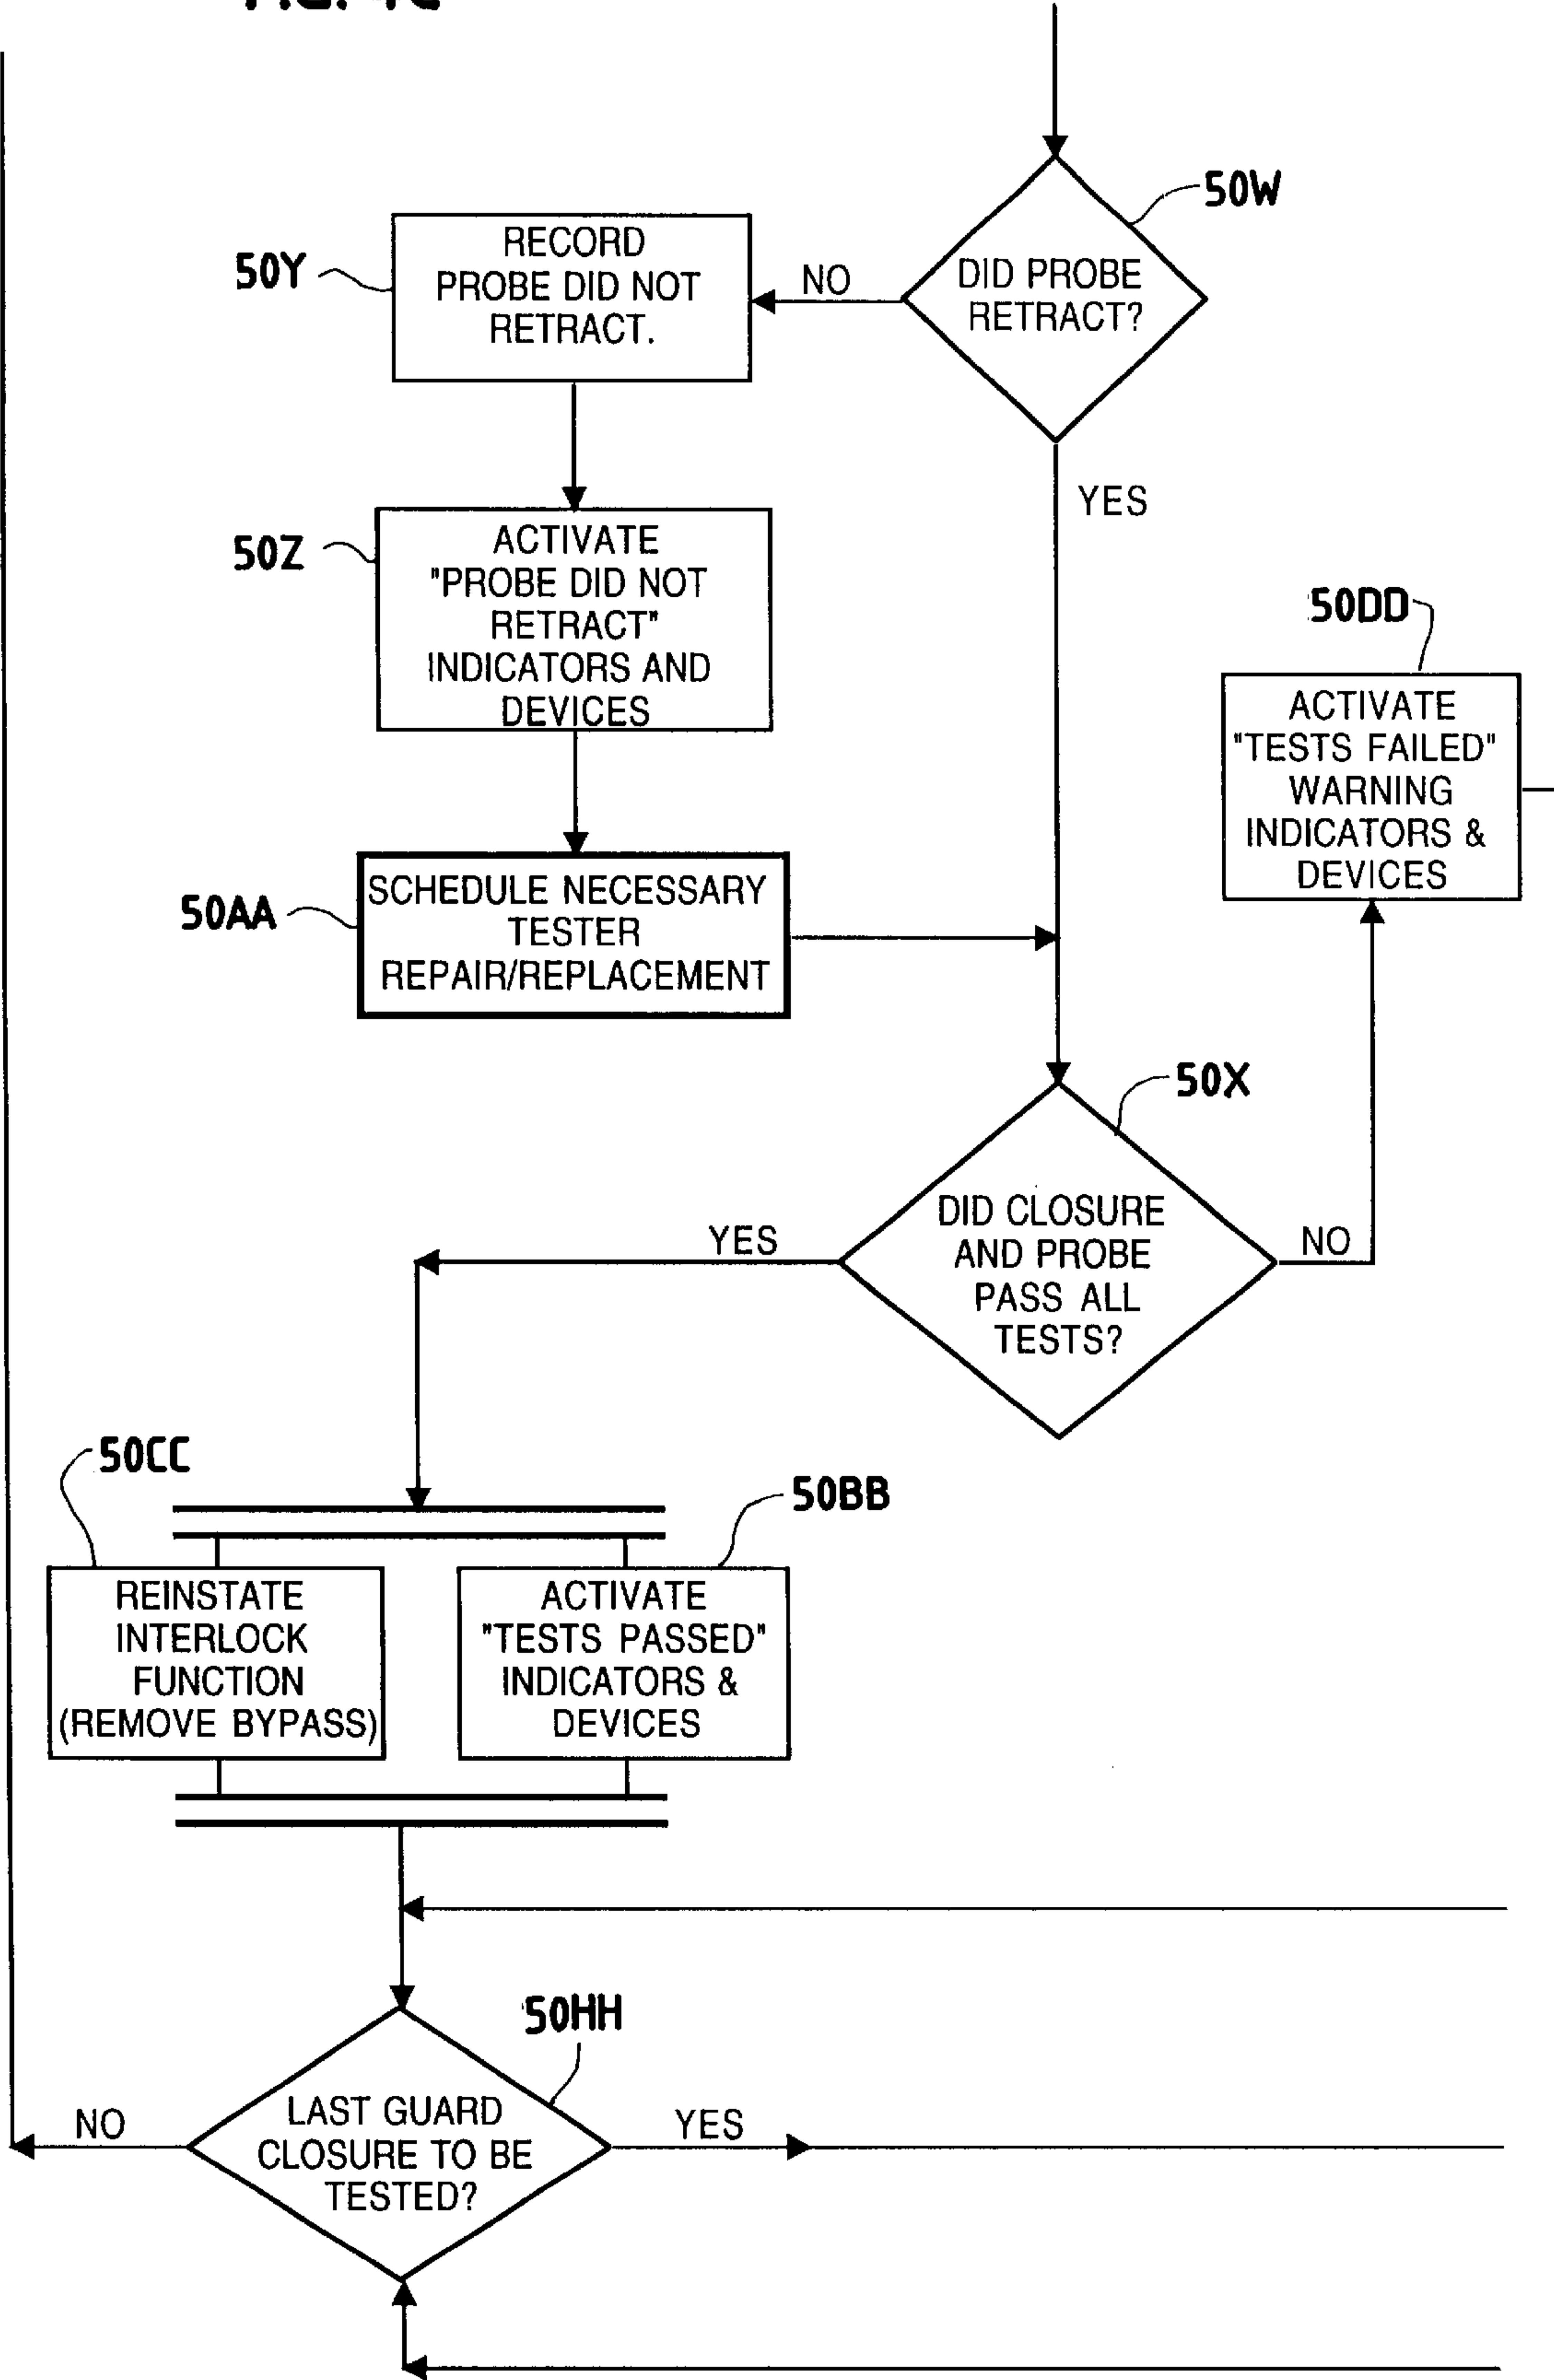 50W
DID PROBE
RETRACT?
NO
YES
50Y
RECORD
PROBE DID NOT
RETRACT.
50Z
ACTIVATE
"PROBE DID NOT
RETRACT"
INDICATORS AND
DEVICES
50AA
SCHEDULE NECESSARY
TESTER
REPAIR/REPLACEMENT
50DD
ACTIVATE
"TESTS FAILED"
WARNING
INDICATORS &
DEVICES
50X
DID CLOSURE
AND PROBE
PASS ALL
TESTS?
YES
NO
50CC
REINSTATE
INTERLOCK
FUNCTION
(REMOVE BYPASS)
50BB
ACTIVATE
"TESTS PASSED"
INDICATORS &
DEVICES
50HH
LAST GUARD
CLOSURE TO BE
TESTED?
NO
YES